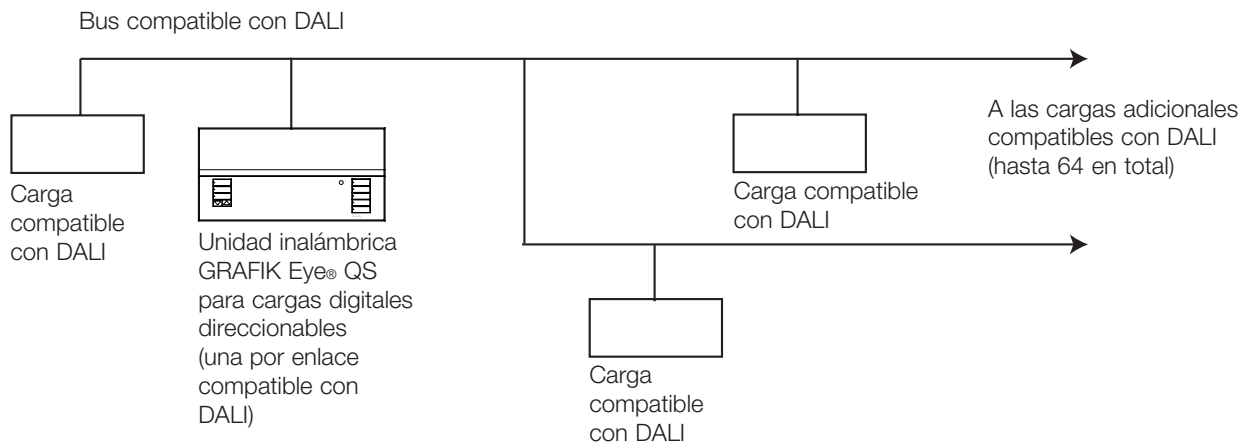 Bus compatible con DALI
A las cargas adicionales
compatibles con DALI
(hasta 64 en total)
Carga
compatible
con DALI
Carga compatible
con DALI
Unidad inalámbrica
GRAFIK Eye® QS
para cargas digitales
direccionables
(una por enlace
compatible con
DALI)
Carga
compatible
con DALI